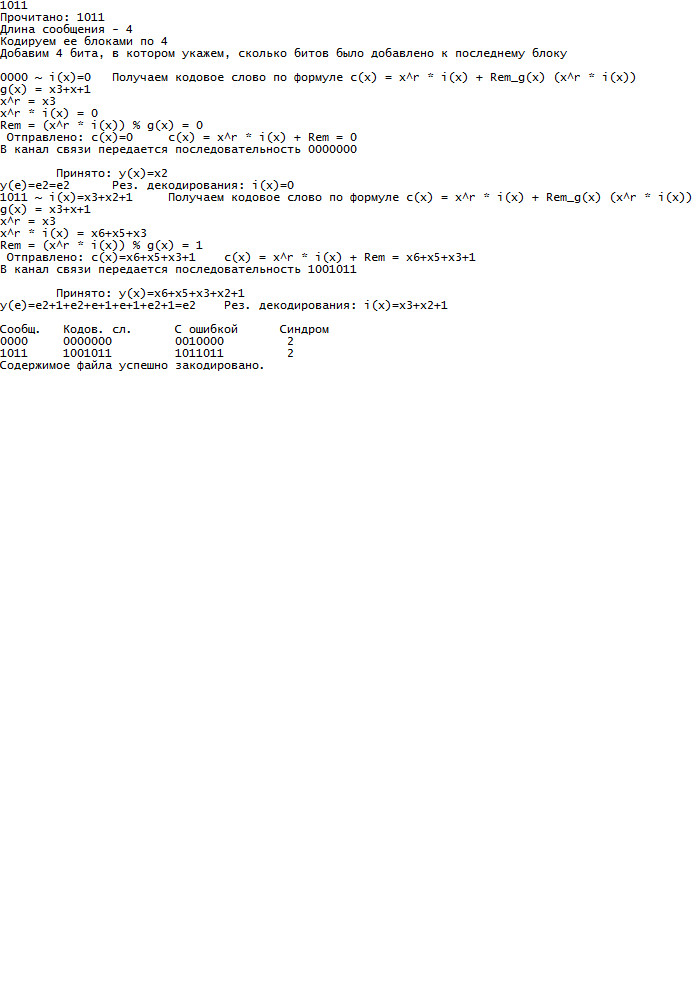 1011
Прочитано: 1011
Длина сообщения - 4
Кодируем ее блоками по 4
Добавим 4 бита, в котором укажем, сколько битов было добавлено к последнему блоку
0000 ~ i(x)=0   Получаем кодовое слово по формуле c(x) = x^r * i(x) + Rem_g(x) (x^r * i(x))
g(x) = x3+x+1
x^r = x3
x^r * i(x) = 0
Rem = (x^r * i(x)) % g(x) = 0
Отправлено: c(x)=0     c(x) = x^r * i(x) + Rem = 0
В канал связи передается последовательность 0000000
Принято: y(x)=x2
y(e)=e2=e2      Рез. декодирования: i(x)=0
1011 ~ i(x)=x3+x2+1     Получаем кодовое слово по формуле c(x) = x^r * i(x) + Rem_g(x) (x^r * i(x))
g(x) = x3+x+1
x^r = x3
x^r * i(x) = x6+x5+x3
Rem = (x^r * i(x)) % g(x) = 1
Отправлено: c(x)=x6+x5+x3+1    c(x) = x^r * i(x) + Rem = x6+x5+x3+1
В канал связи передается последовательность 1001011
Принято: y(x)=x6+x5+x3+x2+1
y(e)=e2+1+e2+e+1+e+1+e2+1=e2    Рез. декодирования: i(x)=x3+x2+1
Сообщ.   Кодов. сл.      С ошибкой      Синдром
0000     0000000         0010000         2
1011     1001011         1011011         2
Содержимое файла успешно закодировано.